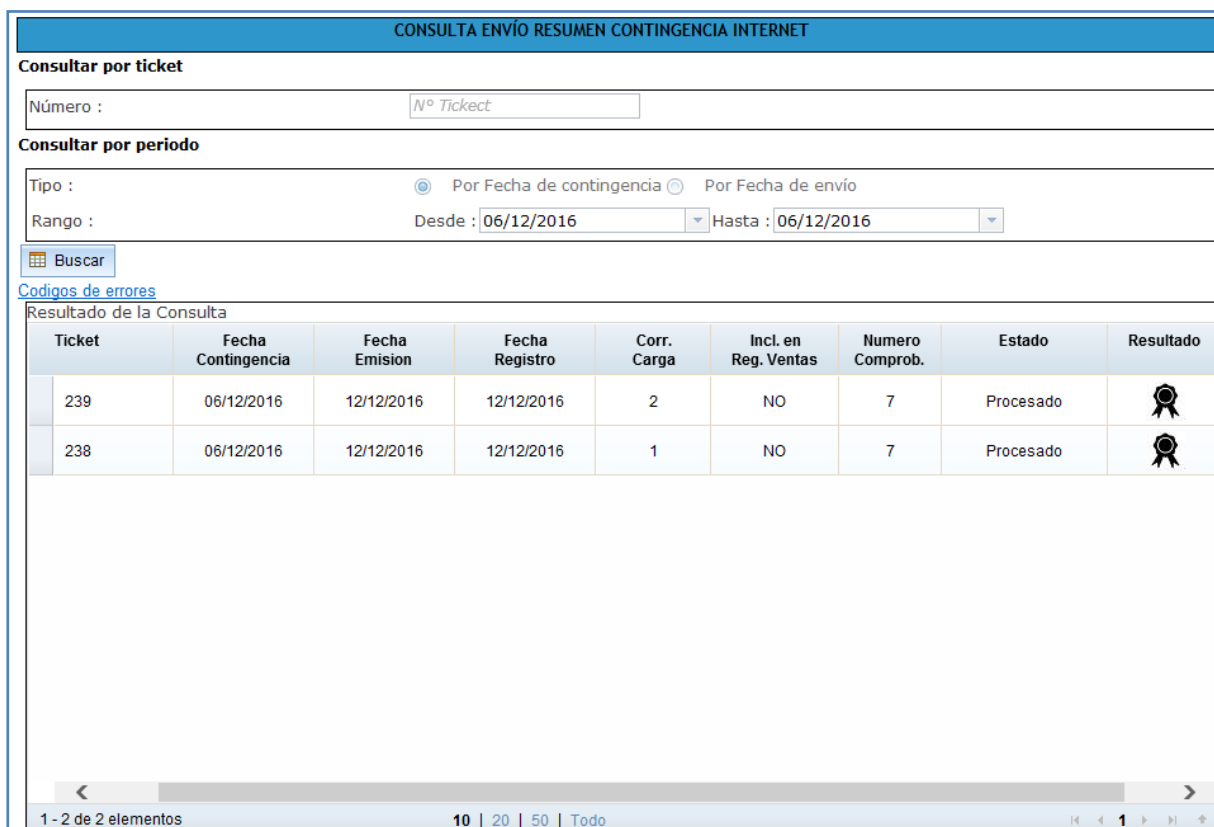 CONSULTA ENVÍO RESUMEN CONTINGENCIA INTERNET
Consultar por ticket
Número : Nº Tickect
Consultar por periodo
Tipo : Por Fecha de contingencia Por Fecha de envío
Rango : Desde : 06/12/2016 Hasta : 06/12/2016
Buscar
Codigos de errores
Resultado de la Consulta
Ticket Fecha Contingencia Fecha Emision Fecha Registro Corr. Carga Incl. en Reg. Ventas Numero Comprob. Estado Resultado
239 06/12/2016 12/12/2016 12/12/2016 2 NO 7 Procesado
238 06/12/2016 12/12/2016 12/12/2016 1 NO 7 Procesado
1 - 2 de 2 elementos 10 | 20 | 50 | Todo 1